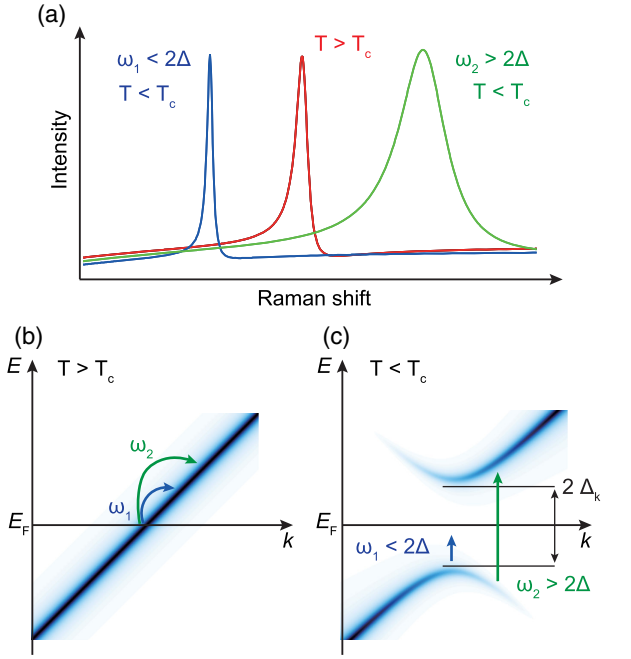 (a)
ω₁ < 2Δ
T < Tc
T > Tc
ω₂ > 2Δ
T < Tc
Intensity
Raman shift
(b)
E
T > Tc
ω₂
ω₁
EF
k
(c)
E
T < Tc
2 Δk
EF
k
ω₁ < 2Δ
ω₂ > 2Δ